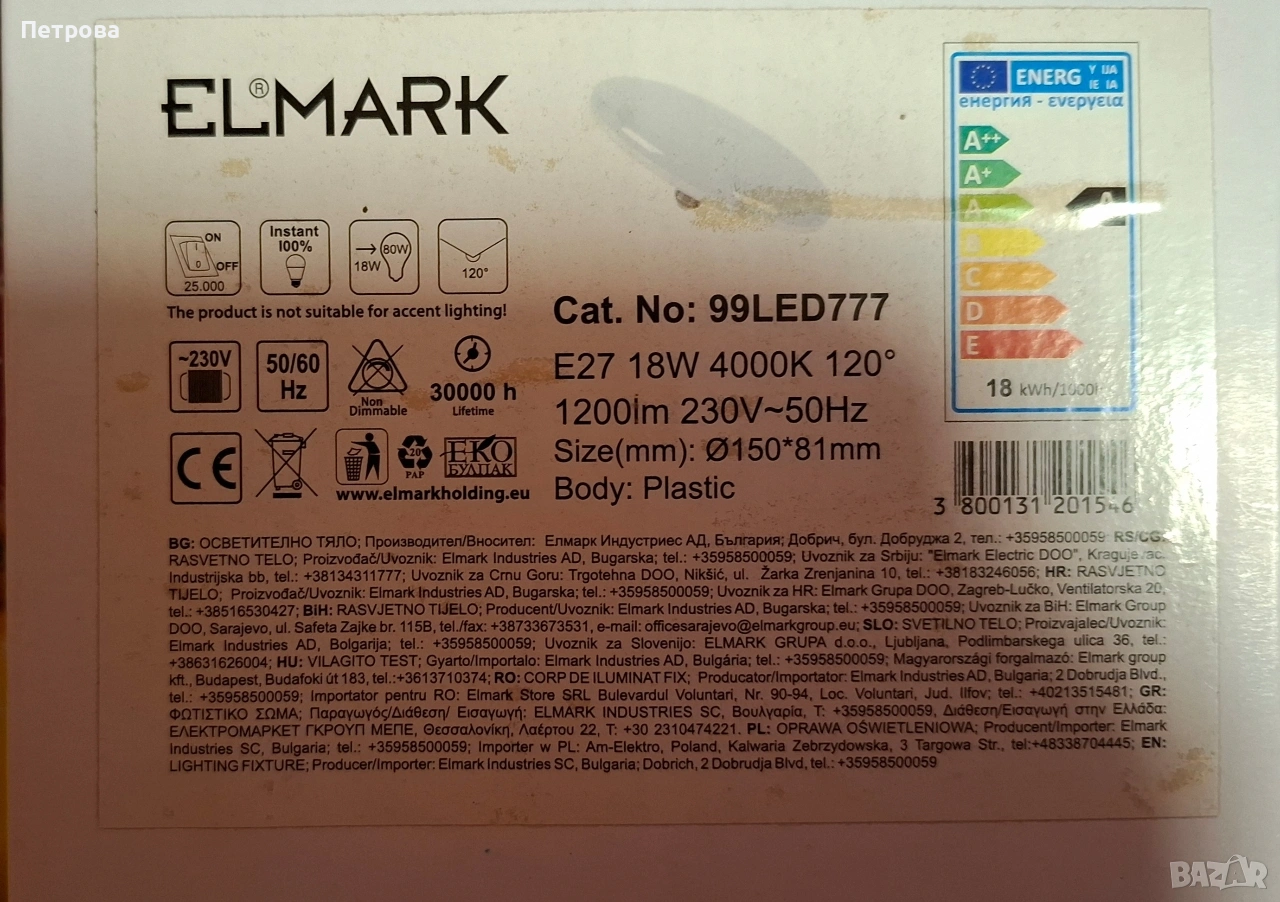 Петрова
ELMARK
®
ENERG Y IJA
IE IA
енергия - ενεργεια
A++
A+
A
A
B
C
D
E
18 kWh/1000h
ON
OFF
25.000
Instant
100%
18W
80W
120°
The product is not suitable for accent lighting!
~230V
50/60
Hz
Non
Dimmable
30000 h
Lifetime
CE
20
PAP
ЕКО
БУЛПАК
www.elmarkholding.eu
Cat. No: 99LED777
E27 18W 4000K 120°
1200lm 230V~50Hz
Size(mm): Ø150*81mm
Body: Plastic
3 800131 201546
BG: ОСВЕТИТЕЛНО ТЯЛО; Производител/Вносител: Елмарк Индустриес АД, България; Добрич, бул. Добруджа 2, тел.: +35958500059 RS/CG:
RASVETNO TELO; Proizvođač/Uvoznik: Elmark Industries AD, Bugarska; tel.: +35958500059; Uvoznik za Srbiju: "Elmark Electric DOO", Kragujevac,
Industrijska bb, tel.: +38134311777; Uvoznik za Crnu Goru: Trgotehna DOO, Nikšić, ul. Žarka Zrenjanina 10, tel.: +38183246056; HR: RASVJETNO
TIJELO; Proizvođač/Uvoznik: Elmark Industries AD, Bugarska; tel.: +35958500059; Uvoznik za HR: Elmark Grupa DOO, Zagreb-Lučko, Ventilatorska 20,
tel.: +38516530427; BiH: RASVJETNO TIJELO; Producent/Uvoznik: Elmark Industries AD, Bugarska; tel.: +35958500059; Uvoznik za BiH: Elmark Group
DOO, Sarajevo, ul. Safeta Zajke br. 115B, tel./fax: +38733673531, e-mail: officesarajevo@elmarkgroup.eu; SLO: SVETILNO TELO; Proizvajalec/Uvoznik:
Elmark Industries AD, Bolgarija; tel.: +35958500059; Uvoznik za Slovenijo: ELMARK GRUPA d.o.o., Ljubljana, Podlimbarskega ulica 36, tel.:
+38631626004; HU: VILAGITO TEST; Gyarto/Importalo: Elmark Industries AD, Bulgária; tel.: +35958500059; Magyarországi forgalmazó: Elmark group
kft., Budapest, Budafoki út 183, tel.:+3613710374; RO: CORP DE ILUMINAT FIX; Producator/Importator: Elmark Industries AD, Bulgaria; 2 Dobrudja Blvd.,
tel.: +35958500059; Importator pentru RO: Elmark Store SRL Bulevardul Voluntari, Nr. 90-94, Loc. Voluntari, Jud. Ilfov; tel.: +40213515481; GR:
ΦΩΤΙΣΤΙΚΟ ΣΩΜΑ; Παραγωγός/Διάθεση/ Εισαγωγή: ELMARK INDUSTRIES SC, Βουλγαρία, T: +35958500059, Διάθεση/Εισαγωγή στην Ελλάδα:
ΕΛΕΚΤΡΟΜΑΡΚΕΤ ΓΚΡΟΥΠ ΜΕΠΕ, Θεσσαλονίκη, Λαέρτου 22, T: +30 2310474221. PL: OPRAWA OŚWIETLENIOWA; Producent/Importer: Elmark
Industries SC, Bulgaria; tel.: +35958500059; Importer w PL: Am-Elektro, Poland, Kalwaria Zebrzydowska, 3 Targowa Str., tel:+48338704445; EN:
LIGHTING FIXTURE; Producer/Importer: Elmark Industries SC, Bulgaria; Dobrich, 2 Dobrudja Blvd, tel.: +35958500059
BAZAR